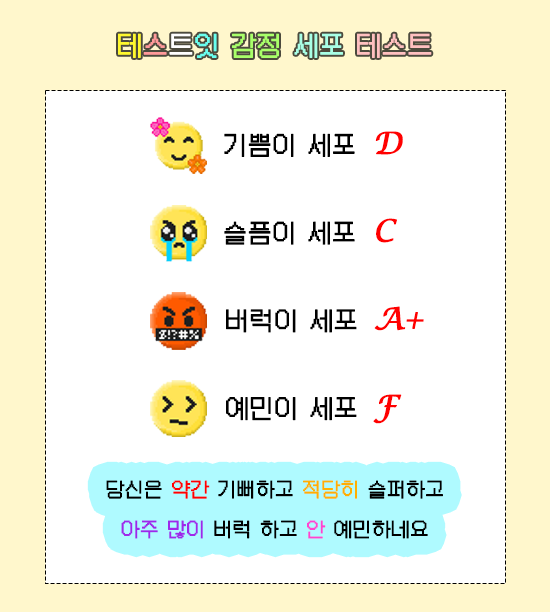 테스트잇 감정 세포 테스트
기쁨이 세포 D
슬픔이 세포 C
버럭이 세포 A+
$!?#%
예민이 세포 F
당신은 약간 기뻐하고 적당히 슬퍼하고
아주 많이 버럭 하고 안 예민하네요